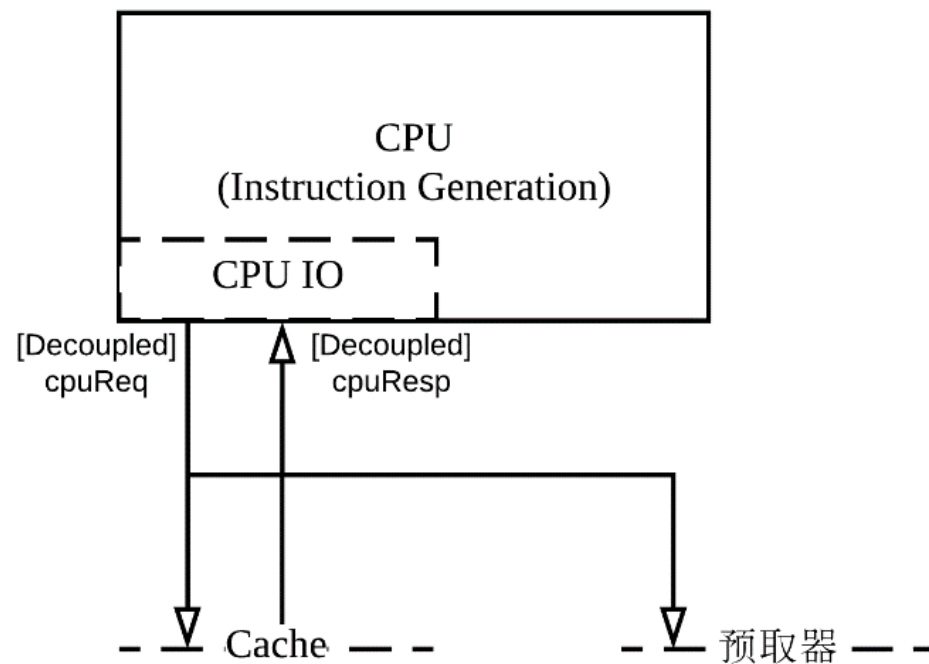 CPU
(Instruction Generation)
CPU IO
[Decoupled]
cpuReq
[Decoupled]
cpuResp
Cache
预取器